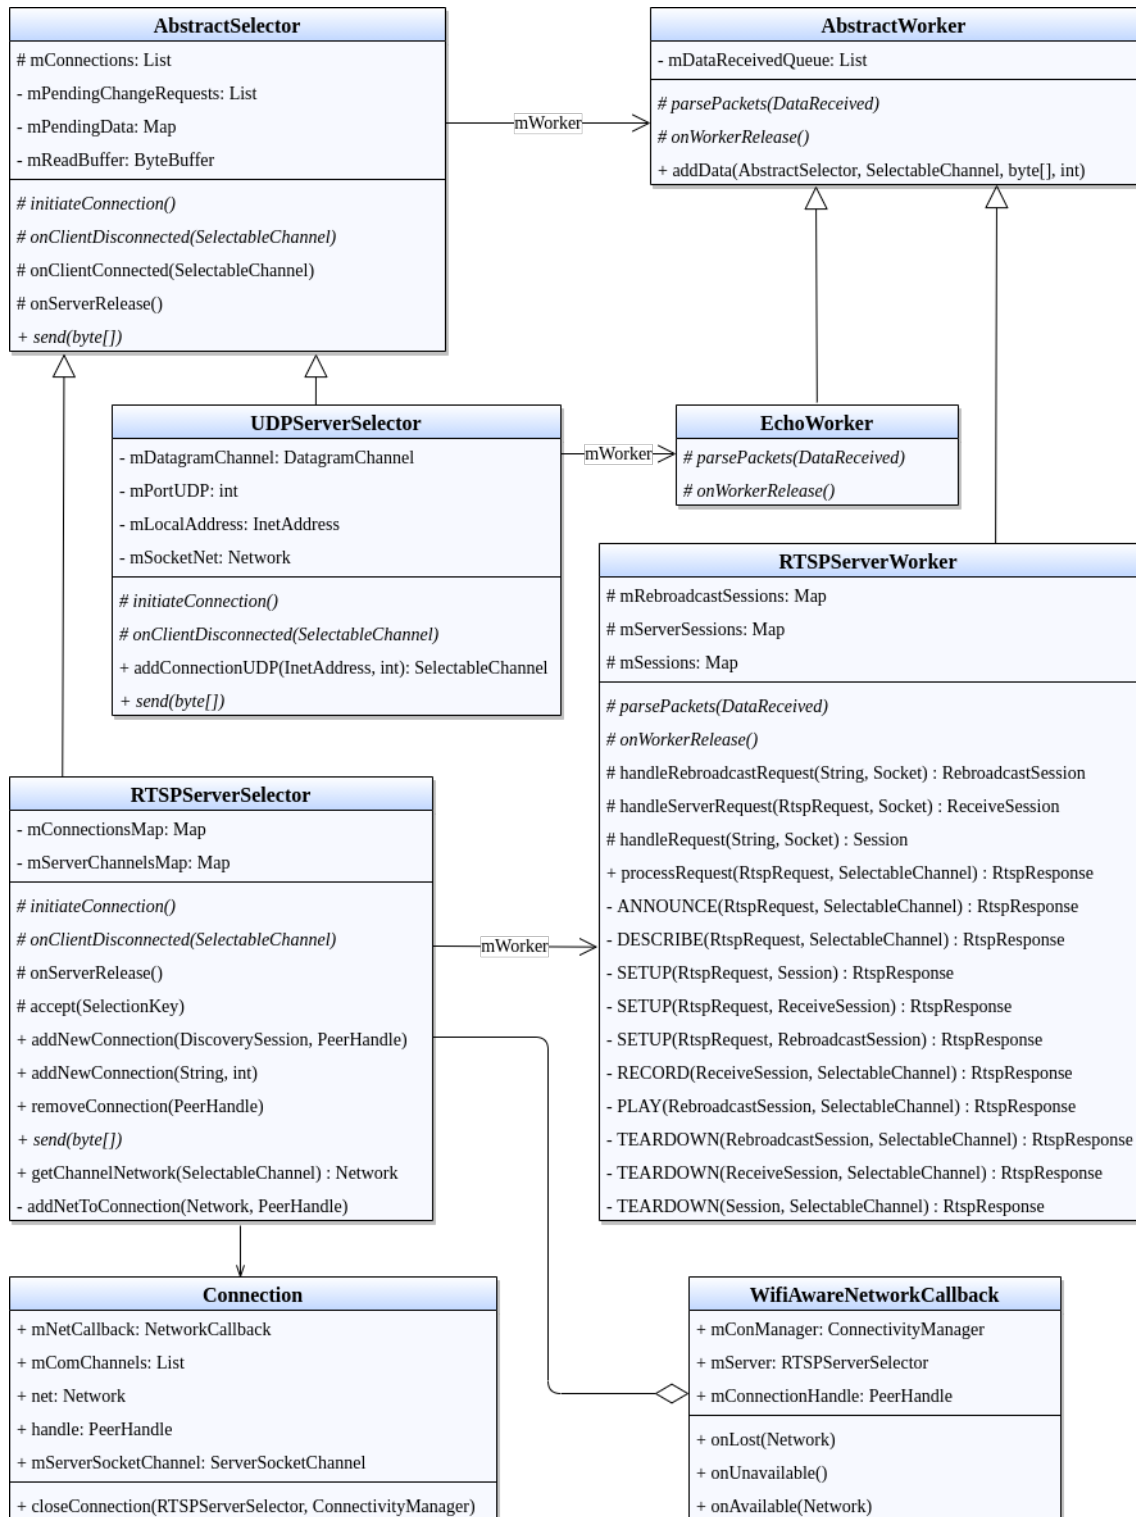 AbstractSelector
# mConnections: List
- mPendingChangeRequests: List
- mPendingData: Map
- mReadBuffer: ByteBuffer
# initiateConnection()
# onClientDisconnected(SelectableChannel)
# onClientConnected(SelectableChannel)
# onServerRelease()
+ send(byte[])
mWorker
AbstractWorker
- mDataReceivedQueue: List
# parsePackets(DataReceived)
# onWorkerRelease()
+ addData(AbstractSelector, SelectableChannel, byte[], int)
UDPServerSelector
- mDatagramChannel: DatagramChannel
- mPortUDP: int
- mLocalAddress: InetAddress
- mSocketNet: Network
# initiateConnection()
# onClientDisconnected(SelectableChannel)
+ addConnectionUDP(InetAddress, int): SelectableChannel
+ send(byte[])
mWorker
EchoWorker
# parsePackets(DataReceived)
# onWorkerRelease()
RTSPServerWorker
# mRebroadcastSessions: Map
# mServerSessions: Map
# mSessions: Map
# parsePackets(DataReceived)
# onWorkerRelease()
# handleRebroadcastRequest(String, Socket) : RebroadcastSession
# handleServerRequest(RtspRequest, Socket) : ReceiveSession
# handleRequest(String, Socket) : Session
+ processRequest(RtspRequest, SelectableChannel) : RtspResponse
- ANNOUNCE(RtspRequest, SelectableChannel) : RtspResponse
- DESCRIBE(RtspRequest, SelectableChannel) : RtspResponse
- SETUP(RtspRequest, Session) : RtspResponse
- SETUP(RtspRequest, ReceiveSession) : RtspResponse
- SETUP(RtspRequest, RebroadcastSession) : RtspResponse
- RECORD(ReceiveSession, SelectableChannel) : RtspResponse
- PLAY(RebroadcastSession, SelectableChannel) : RtspResponse
- TEARDOWN(RebroadcastSession, SelectableChannel) : RtspResponse
- TEARDOWN(ReceiveSession, SelectableChannel) : RtspResponse
- TEARDOWN(Session, SelectableChannel) : RtspResponse
RTSPServerSelector
- mConnectionsMap: Map
- mServerChannelsMap: Map
# initiateConnection()
# onClientDisconnected(SelectableChannel)
# onServerRelease()
# accept(SelectionKey)
+ addNewConnection(DiscoverySession, PeerHandle)
+ addNewConnection(String, int)
+ removeConnection(PeerHandle)
+ send(byte[])
+ getChannelNetwork(SelectableChannel) : Network
- addNetToConnection(Network, PeerHandle)
mWorker
Connection
+ mNetCallback: NetworkCallback
+ mComChannels: List
+ net: Network
+ handle: PeerHandle
+ mServerSocketChannel: ServerSocketChannel
+ closeConnection(RTSPServerSelector, ConnectivityManager)
WifiAwareNetworkCallback
+ mConManager: ConnectivityManager
+ mServer: RTSPServerSelector
+ mConnectionHandle: PeerHandle
+ onLost(Network)
+ onUnavailable()
+ onAvailable(Network)